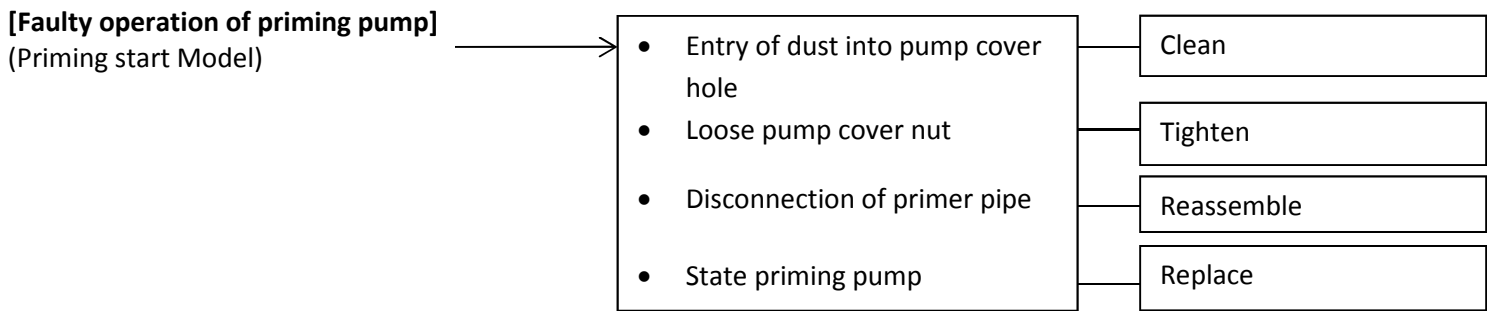 [Faulty operation of priming pump]
(Priming start Model)
• Entry of dust into pump cover
hole
• Loose pump cover nut
• Disconnection of primer pipe
• State priming pump
Clean
Tighten
Reassemble
Replace